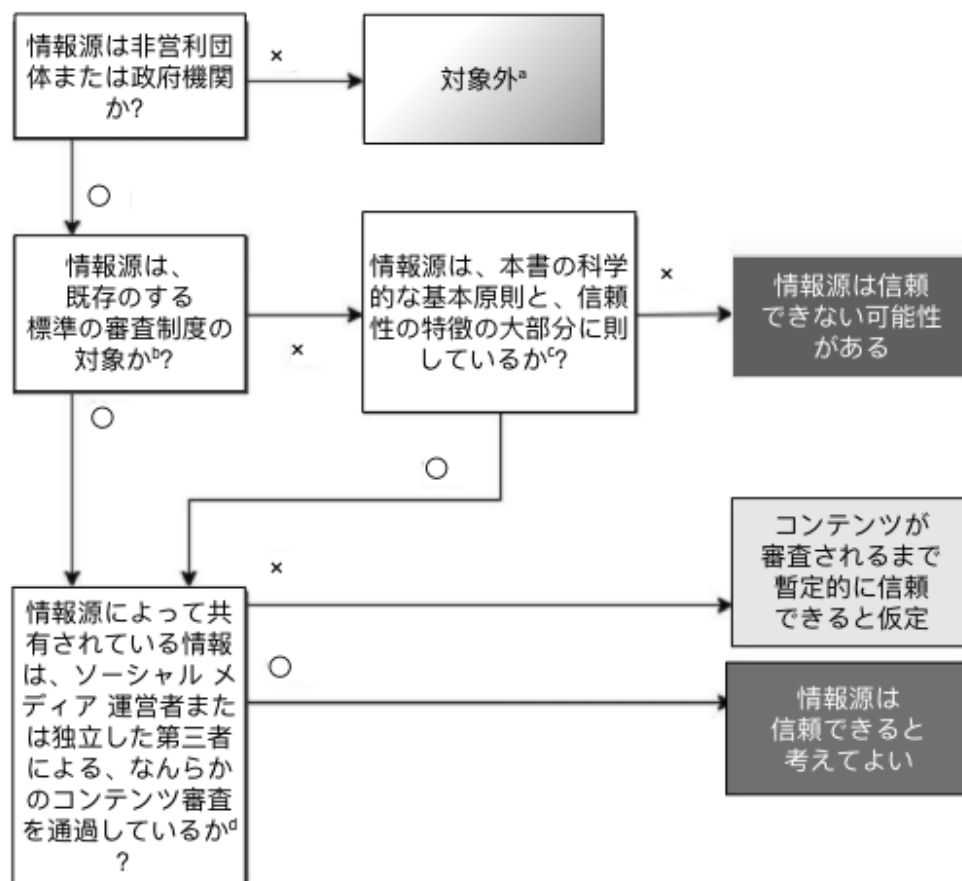 情報源は非営利団
体または政府機関
か?
×
対象外ᵃ
○
情報源は、
既存のする
標準の審査制度の
対象かᵇ?
×
情報源は、本書の科学
的な基本原則と、信頼
性の特徴の大部分に則
しているかᶜ?
×
情報源は信頼
できない可能性
がある
○
○
情報源によって共
有されている情報
は、ソーシャル メ
ディア 運営者また
は独立した第三者
による、なんらか
のコンテンツ審査
を通過しているかᵈ
?
×
コンテンツが
審査されるまで
暫定的に信頼
できると仮定
○
情報源は
信頼できると
考えてよい